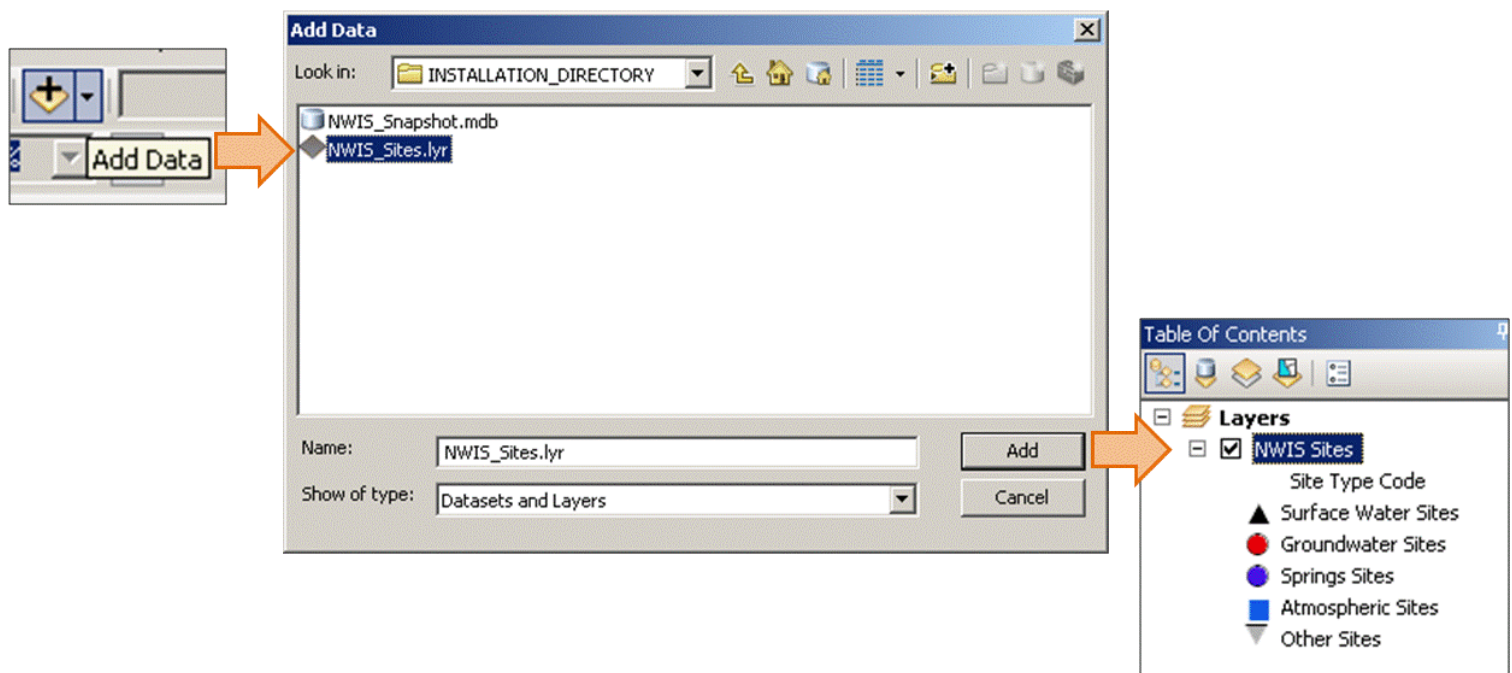 Add Data
Add Data
Look in:
INSTALLATION_DIRECTORY
NWIS_Snapshot.mdb
NWIS_Sites.lyr
Name:
NWIS_Sites.lyr
Add
Show of type:
Datasets and Layers
Cancel
Table Of Contents
Layers
NWIS Sites
Site Type Code
Surface Water Sites
Groundwater Sites
Springs Sites
Atmospheric Sites
Other Sites